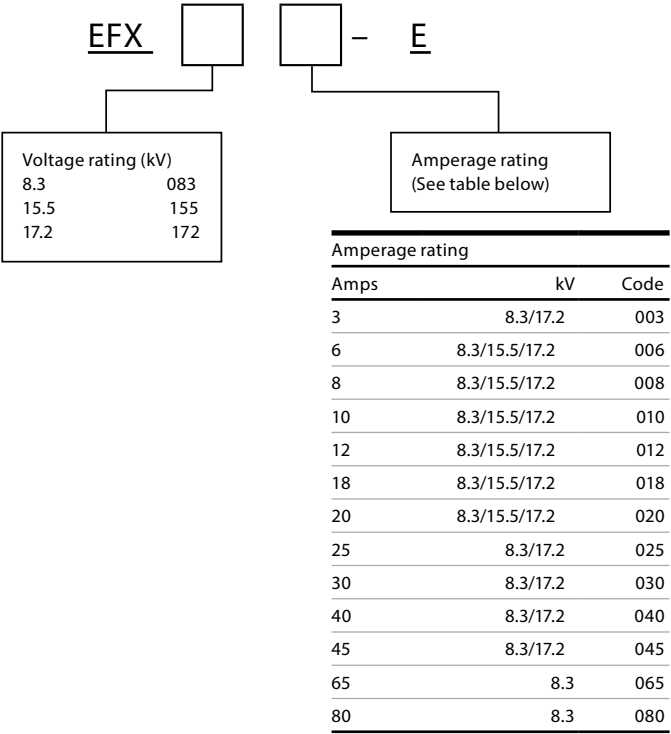 EFX – E
Voltage rating (kV)
8.3 083
15.5 155
17.2 172
Amperage rating
(See table below)
Amperage rating
Amps kV Code
3 8.3/17.2 003
6 8.3/15.5/17.2 006
8 8.3/15.5/17.2 008
10 8.3/15.5/17.2 010
12 8.3/15.5/17.2 012
18 8.3/15.5/17.2 018
20 8.3/15.5/17.2 020
25 8.3/17.2 025
30 8.3/17.2 030
40 8.3/17.2 040
45 8.3/17.2 045
65 8.3 065
80 8.3 080